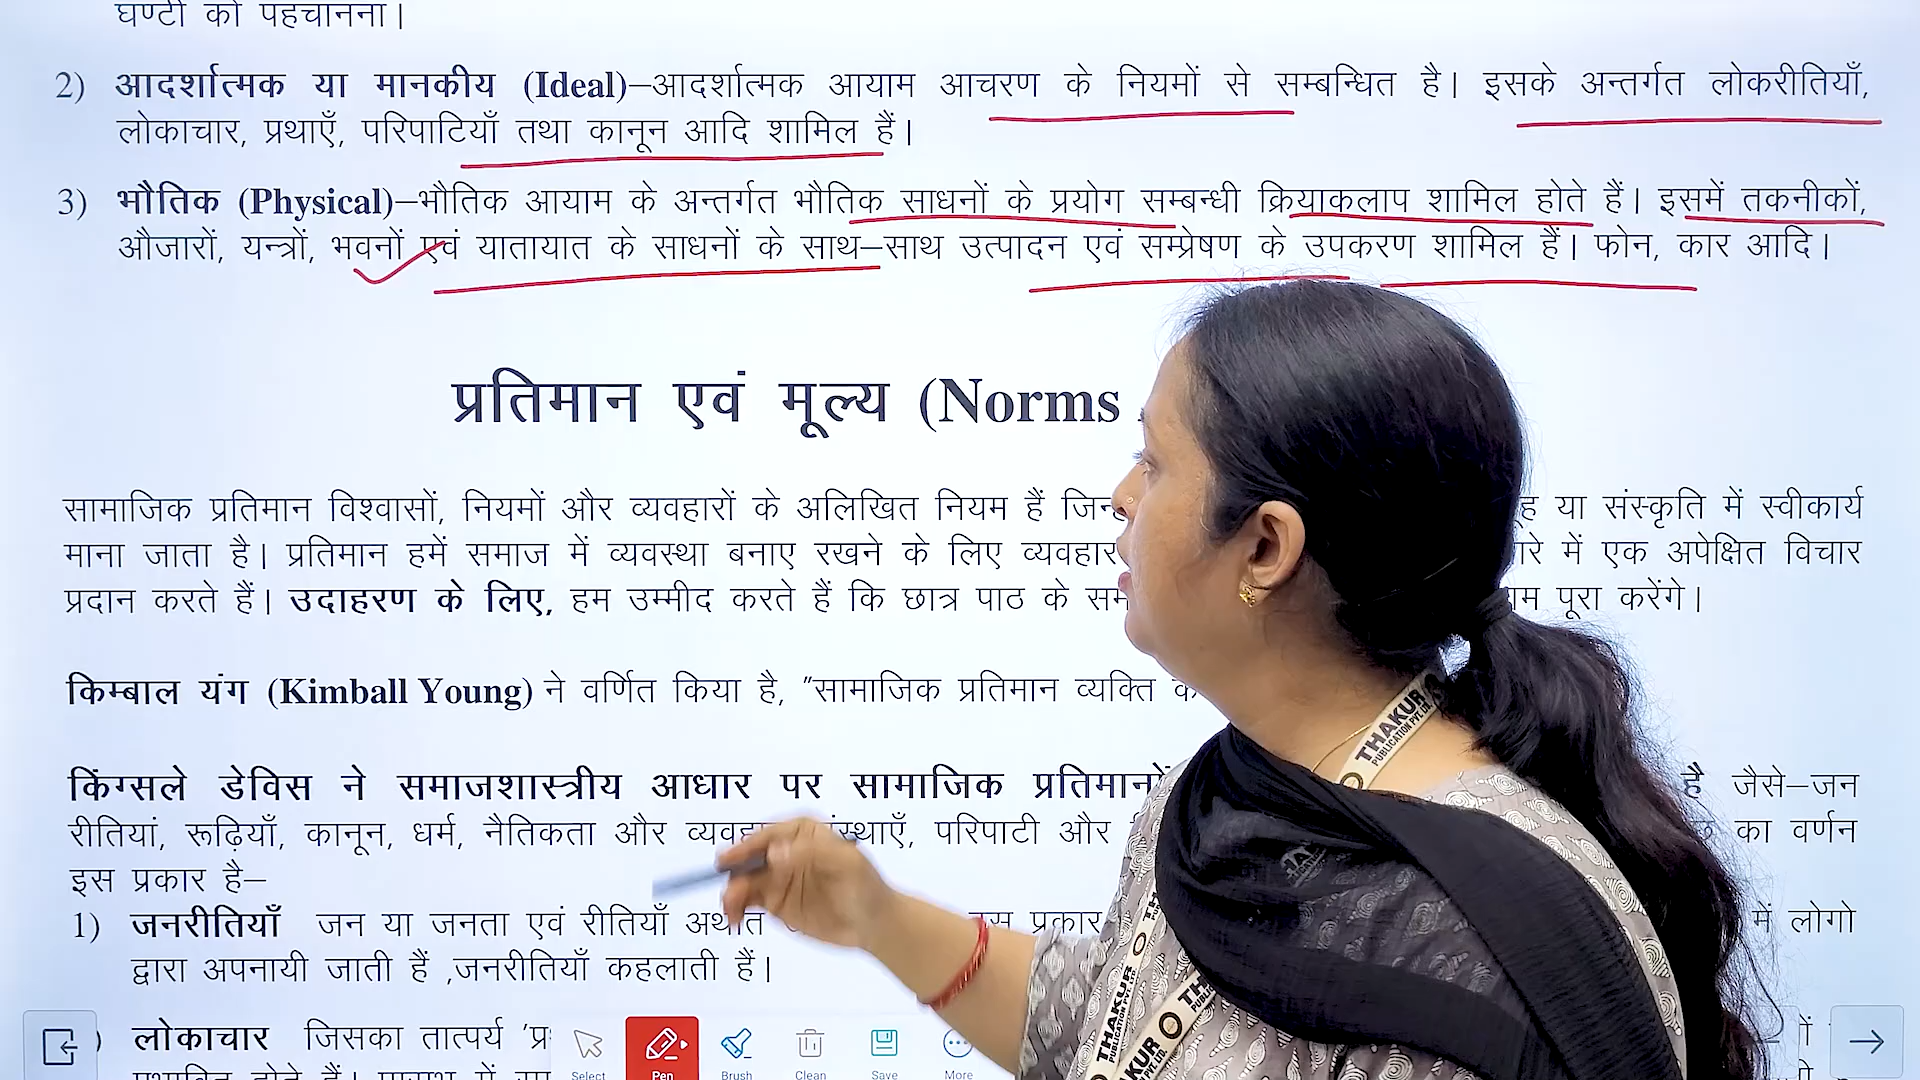 घण्टी को पहचानना।
2) आदर्शात्मक या मानकीय (Ideal)–आदर्शात्मक आयाम आचरण के नियमों से सम्बन्धित है। इसके अन्तर्गत लोकरीतियाँ,
लोकाचार, प्रथाएँ, परिपाटियाँ तथा कानून आदि शामिल हैं।
3) भौतिक (Physical)–भौतिक आयाम के अन्तर्गत भौतिक साधनों के प्रयोग सम्बन्धी क्रियाकलाप शामिल होते हैं। इसमें तकनीकों,
औजारों, यन्त्रों, भवनों एवं यातायात के साधनों के साथ–साथ उत्पादन एवं सम्प्रेषण के उपकरण शामिल हैं। फोन, कार आदि।
प्रतिमान एवं मूल्य (Norms
सामाजिक प्रतिमान विश्वासों, नियमों और व्यवहारों के अलिखित नियम हैं या संस्कृति में स्वीकार्य
माना जाता है। प्रतिमान हमें समाज में व्यवस्था बनाए रखने के लिए व्यवहार में एक अपेक्षित विचार
प्रदान करते हैं। उदाहरण के लिए, हम उम्मीद करते हैं कि छात्र पाठ के पूरा करेंगे।
किम्बाल यंग (Kimball Young) ने वर्णित किया है, "सामाजिक प्रतिमान व्यक्ति
किंग्सले डेविस ने समाजशास्त्रीय आधार पर सामाजिक प्रतिमानों है जैसे–जन
रीतियां, रूढ़ियाँ, कानून, धर्म, नैतिकता और परिपाटी और का वर्णन
इस प्रकार है–
1) जनरीतियाँ जन या जनता एवं रीतियाँ अर्थात प्रकार में लोगो
द्वारा अपनायी जाती हैं ,जनरीतियाँ कहलाती हैं।
लोकाचार जिसका तात्पर्य
Select Pen Brush Clean Save More
THAKUR
PUBLICATION PVT. LTD.
THAKUR
PUBLICATION PVT. LTD.